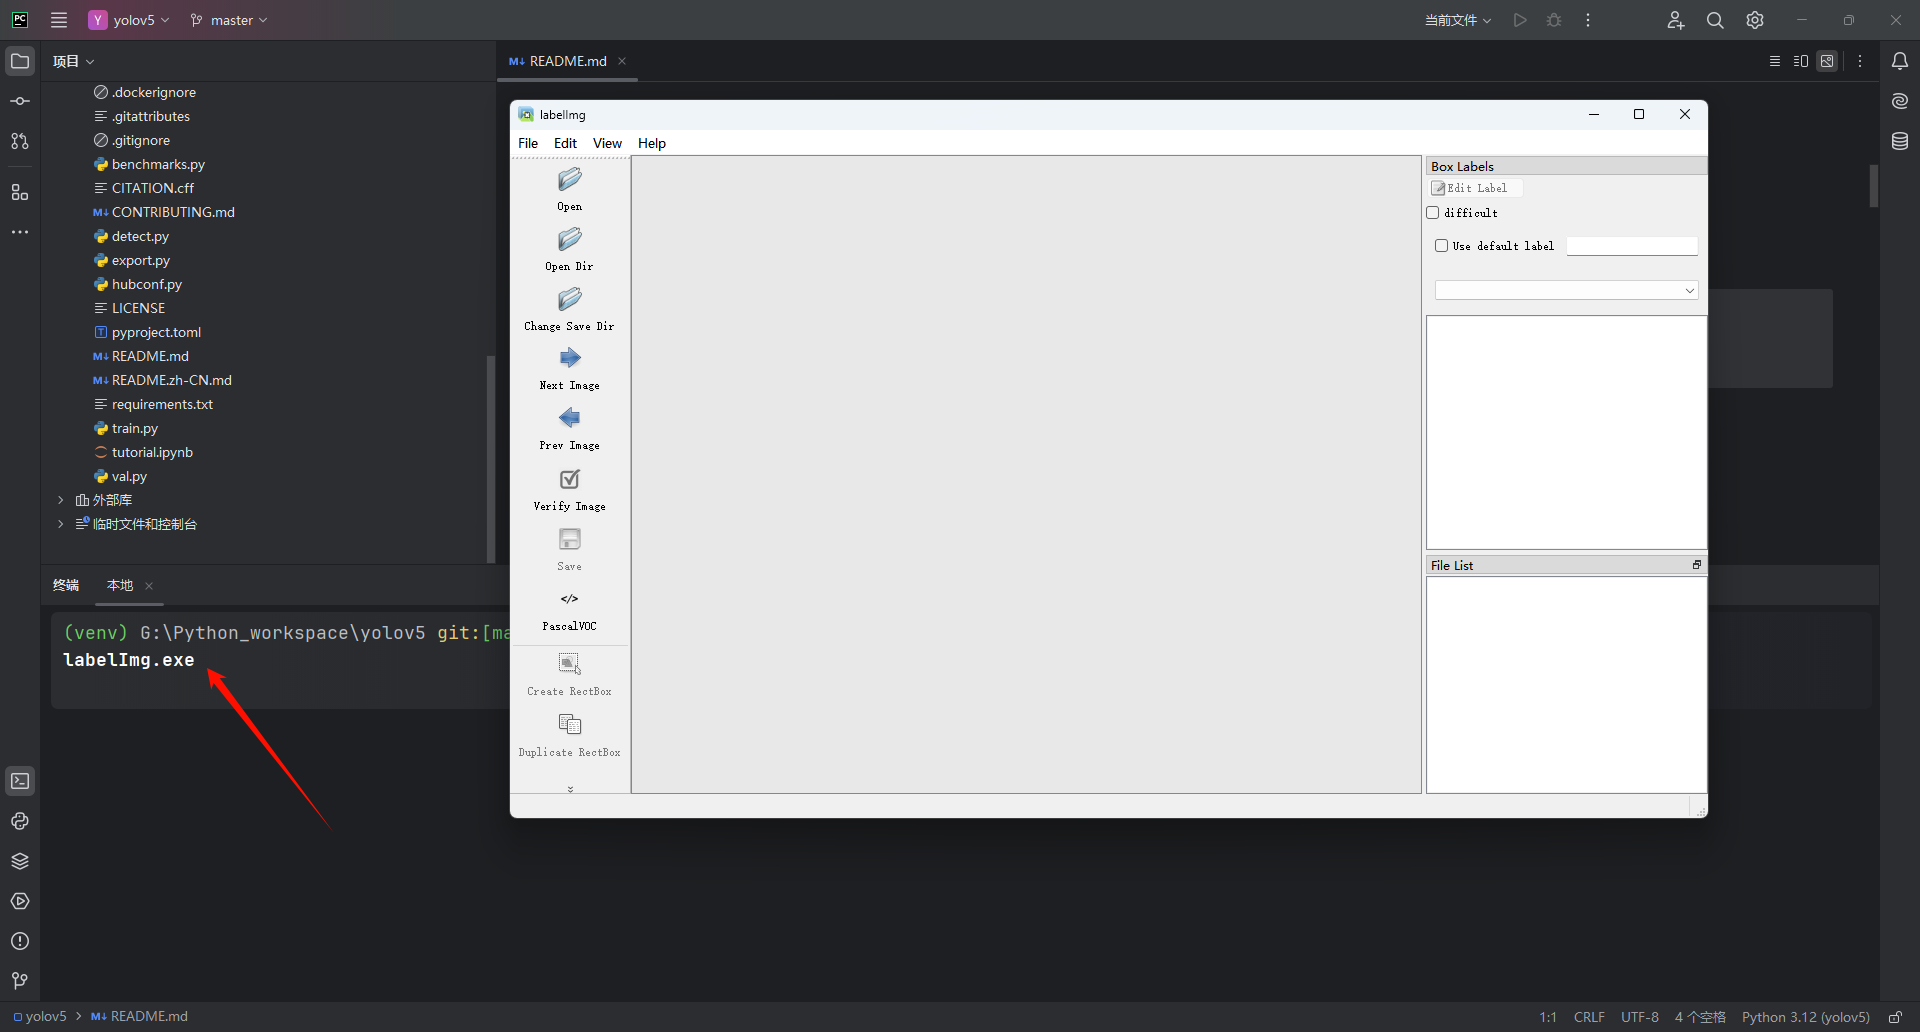 PC
Y yolov5
master
当前文件
项目
README.md
.dockerignore
.gitattributes
.gitignore
benchmarks.py
CITATION.cff
M↓ CONTRIBUTING.md
detect.py
export.py
hubconf.py
LICENSE
T pyproject.toml
M↓ README.md
M↓ README.zh-CN.md
requirements.txt
train.py
tutorial.ipynb
val.py
外部库
临时文件和控制台
终端 本地
(venv) G:\Python_workspace\yolov5 git:[ma
labelImg.exe
labelImg
File Edit View Help
Open
Open Dir
Change Save Dir
Next Image
Prev Image
Verify Image
Save
</>
PascalVOC
Create RectBox
Duplicate RectBox
Box Labels
Edit Label
difficult
Use default label
File List
yolov5 > M↓ README.md
1:1 CRLF UTF-8 4 个空格 Python 3.12 (yolov5)